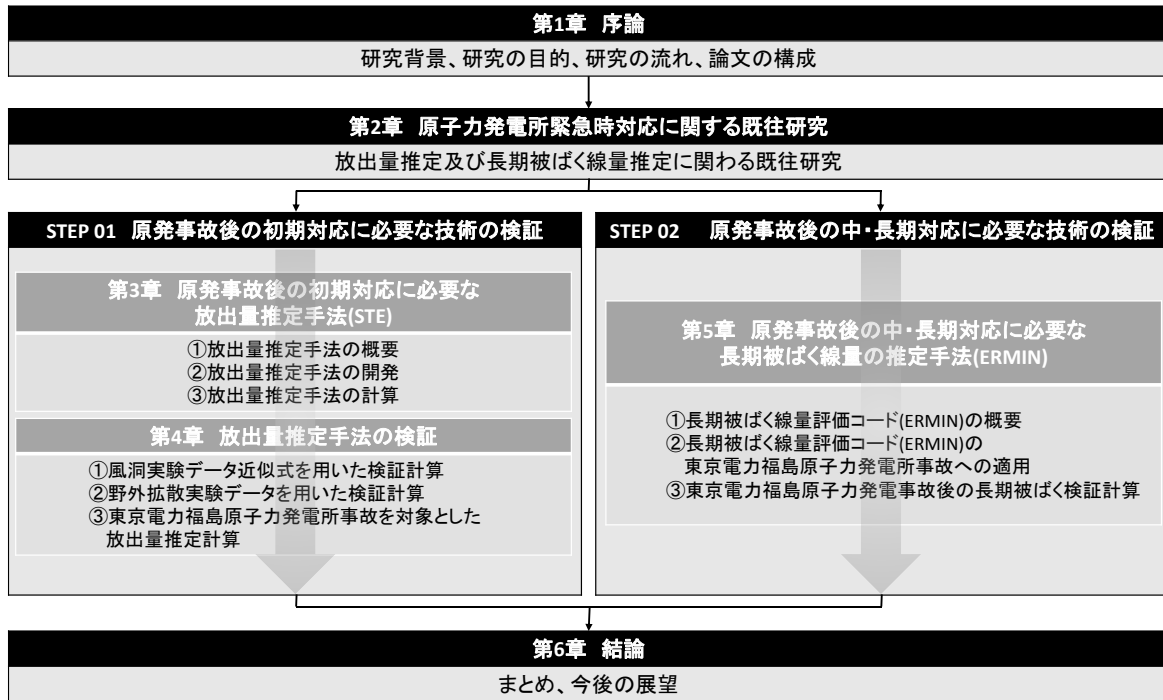 第1章 序論
研究背景、研究の目的、研究の流れ、論文の構成
第2章 原子力発電所緊急時対応に関する既往研究
放出量推定及び長期被ばく線量推定に関わる既往研究
STEP 01 原発事故後の初期対応に必要な技術の検証
第3章 原発事故後の初期対応に必要な
放出量推定手法(STE)
①放出量推定手法の概要
②放出量推定手法の開発
③放出量推定手法の計算
第4章 放出量推定手法の検証
①風洞実験データ近似式を用いた検証計算
②野外拡散実験データを用いた検証計算
③東京電力福島原子力発電所事故を対象とした
放出量推定計算
STEP 02 原発事故後の中・長期対応に必要な技術の検証
第5章 原発事故後の中・長期対応に必要な
長期被ばく線量の推定手法(ERMIN)
①長期被ばく線量評価コード(ERMIN)の概要
②長期被ばく線量評価コード(ERMIN)の
東京電力福島原子力発電所事故への適用
③東京電力福島原子力発電事故後の長期被ばく検証計算
第6章 結論
まとめ、今後の展望